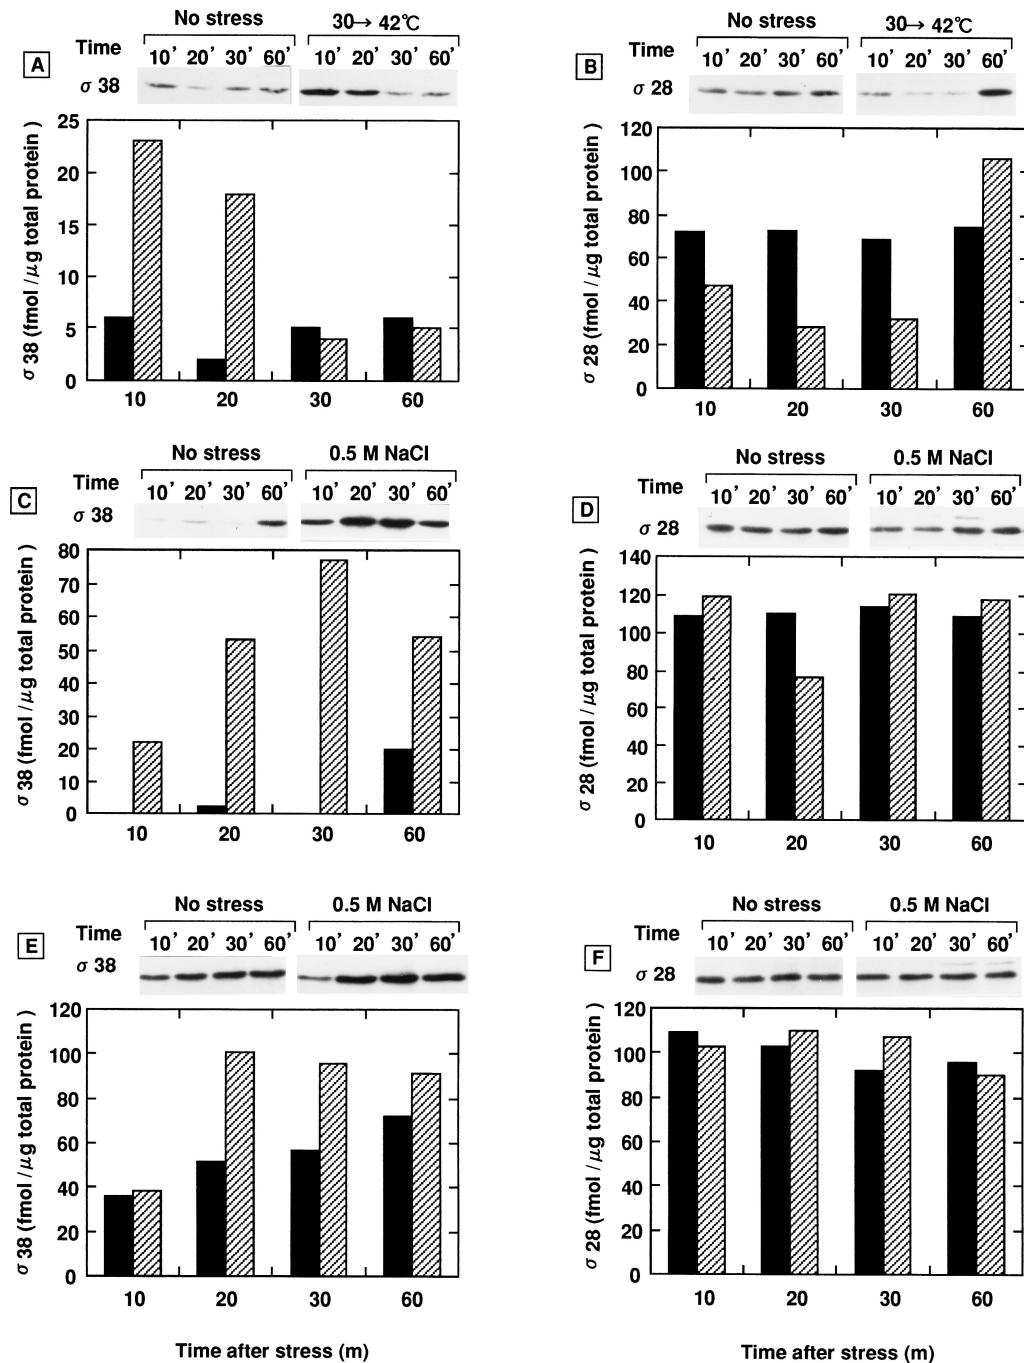 No stress 30→ 42℃
Time 10’ 20’ 30’ 60’ 10’ 20’ 30’ 60’
A
σ 38
σ 38 (fmol /μg total protein )
25
20
15
10
5
0
10 20 30 60
No stress 30→ 42℃
Time 10’ 20’ 30’ 60’ 10’ 20’ 30’ 60’
B
σ 28
σ 28 (fmol /μg total protein )
120
100
80
60
40
20
0
10 20 30 60
No stress 0.5 M NaCl
Time 10’ 20’ 30’ 60’ 10’ 20’ 30’ 60’
C
σ 38
σ 38 (fmol /μg total protein )
80
70
60
50
40
30
20
10
0
10 20 30 60
No stress 0.5 M NaCl
Time 10’ 20’ 30’ 60’ 10’ 20’ 30’ 60’
D
σ 28
σ 28 (fmol /μg total protein )
140
120
100
80
60
40
20
0
10 20 30 60
No stress 0.5 M NaCl
Time 10’ 20’ 30’ 60’ 10’ 20’ 30’ 60’
E
σ 38
σ 38 (fmol /μg total protein )
120
100
80
60
40
20
0
10 20 30 60
Time after stress (m)
No stress 0.5 M NaCl
Time 10’ 20’ 30’ 60’ 10’ 20’ 30’ 60’
F
σ 28
σ 28 (fmol /μg total protein )
120
100
80
60
40
20
0
10 20 30 60
Time after stress (m)